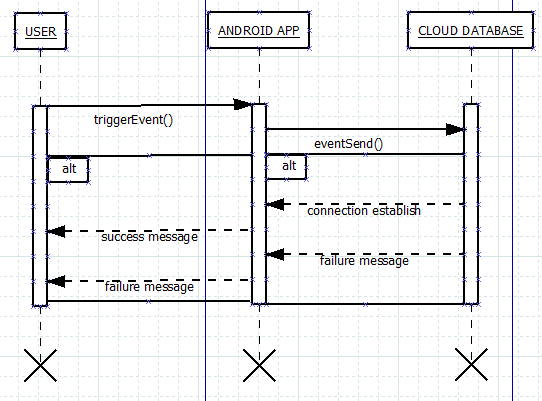 USER
ANDROID APP
CLOUD DATABASE
triggerEvent()
eventSend()
alt
alt
connection establish
success message
failure message
failure message